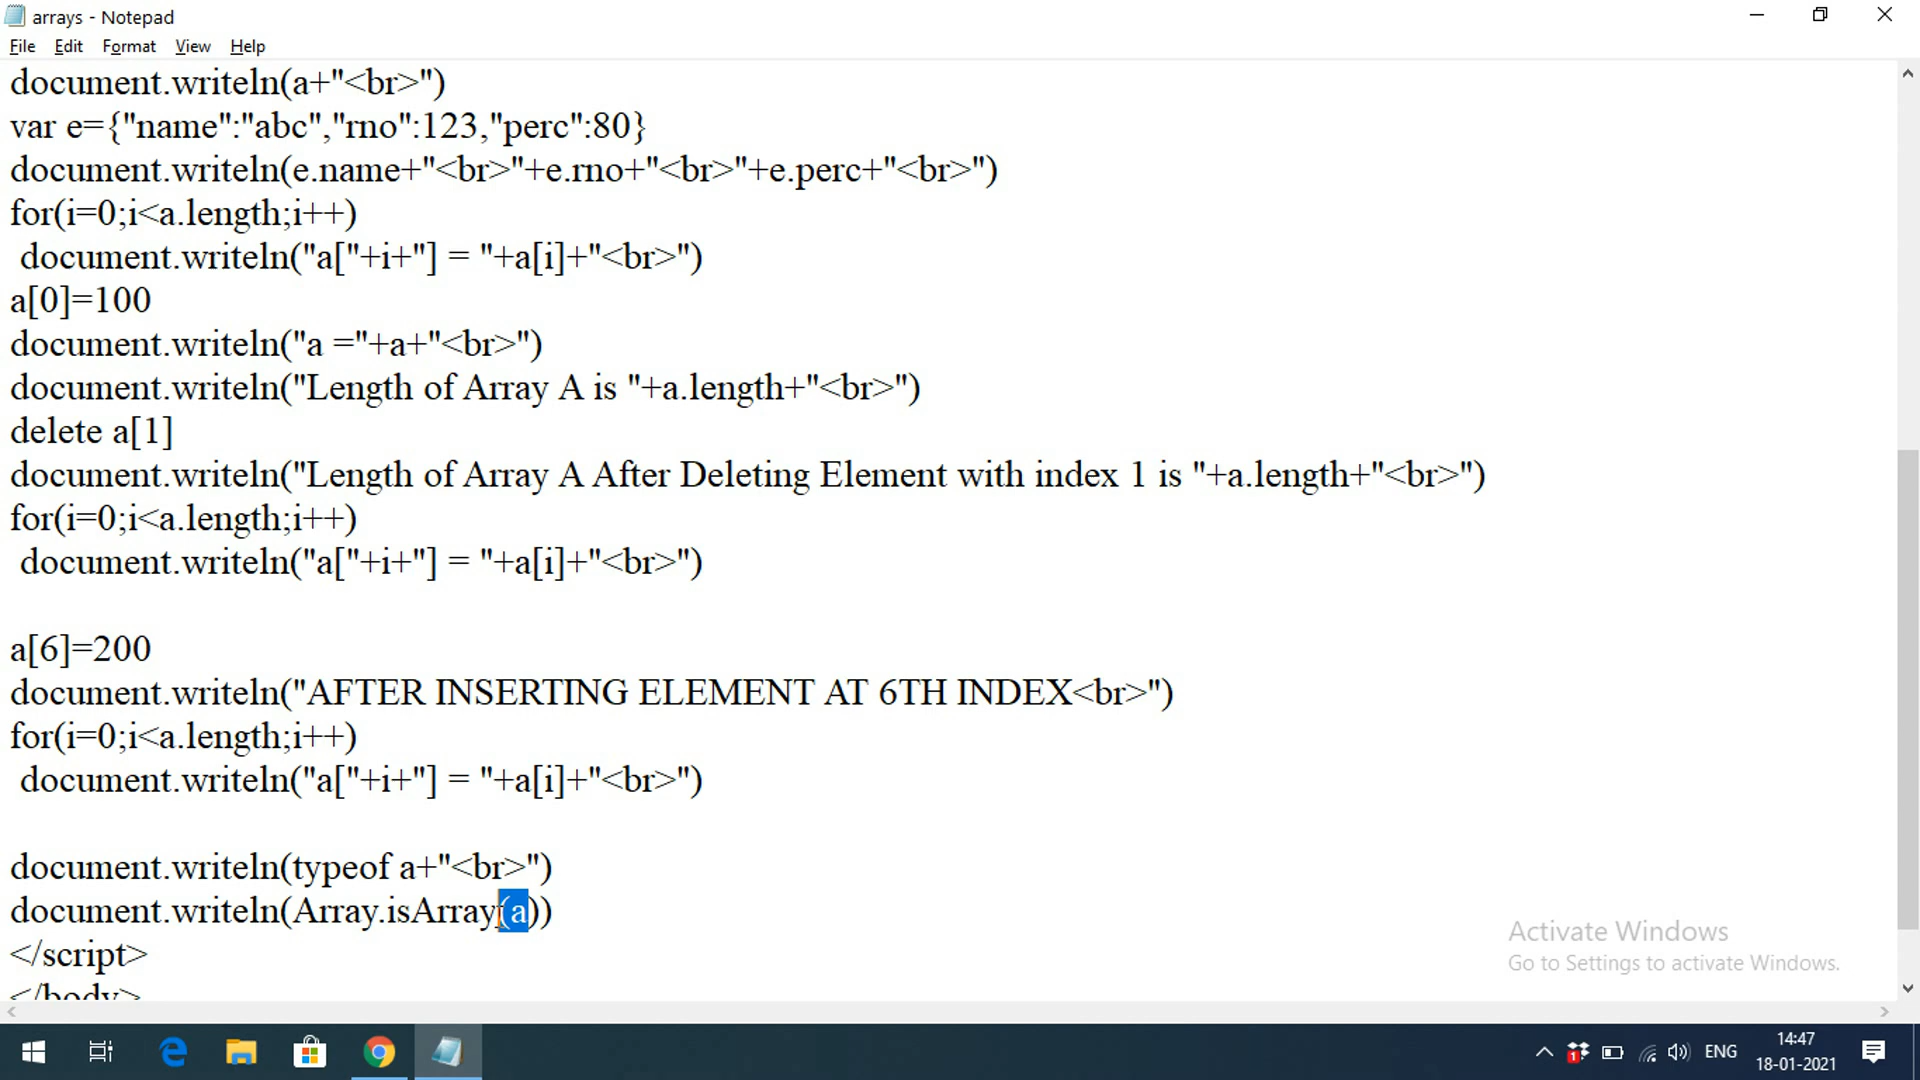 arrays - Notepad
File Edit Format View Help
document.writeln(a+"<br>")
var e={"name":"abc","rno":123,"perc":80}
document.writeln(e.name+"<br>"+e.rno+"<br>"+e.perc+"<br>")
for(i=0;i<a.length;i++)
 document.writeln("a["+i+"] = "+a[i]+"<br>")
a[0]=100
document.writeln("a ="+a+"<br>")
document.writeln("Length of Array A is "+a.length+"<br>")
delete a[1]
document.writeln("Length of Array A After Deleting Element with index 1 is "+a.length+"<br>")
for(i=0;i<a.length;i++)
 document.writeln("a["+i+"] = "+a[i]+"<br>")
a[6]=200
document.writeln("AFTER INSERTING ELEMENT AT 6TH INDEX<br>")
for(i=0;i<a.length;i++)
 document.writeln("a["+i+"] = "+a[i]+"<br>")
document.writeln(typeof a+"<br>")
document.writeln(Array.isArray(a))
</script>
</body>
Activate Windows
Go to Settings to activate Windows.
1
ENG
14:47
18-01-2021